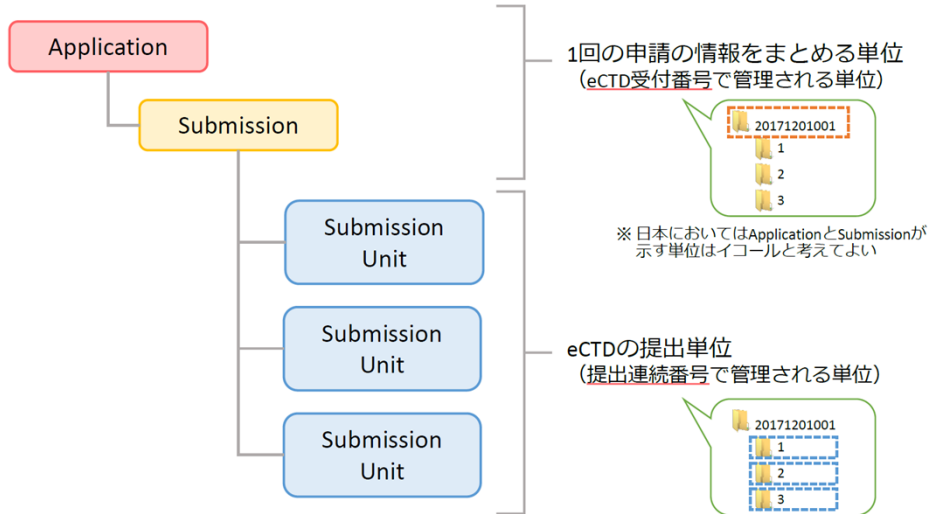 Application
Submission
Submission
Unit
Submission
Unit
Submission
Unit
1回の申請の情報をまとめる単位
（eCTD受付番号で管理される単位）
20171201001
1
2
3
※ 日本においてはApplicationとSubmissionが
示す単位はイコールと考えてよい
eCTDの提出単位
（提出連続番号で管理される単位）
20171201001
1
2
3